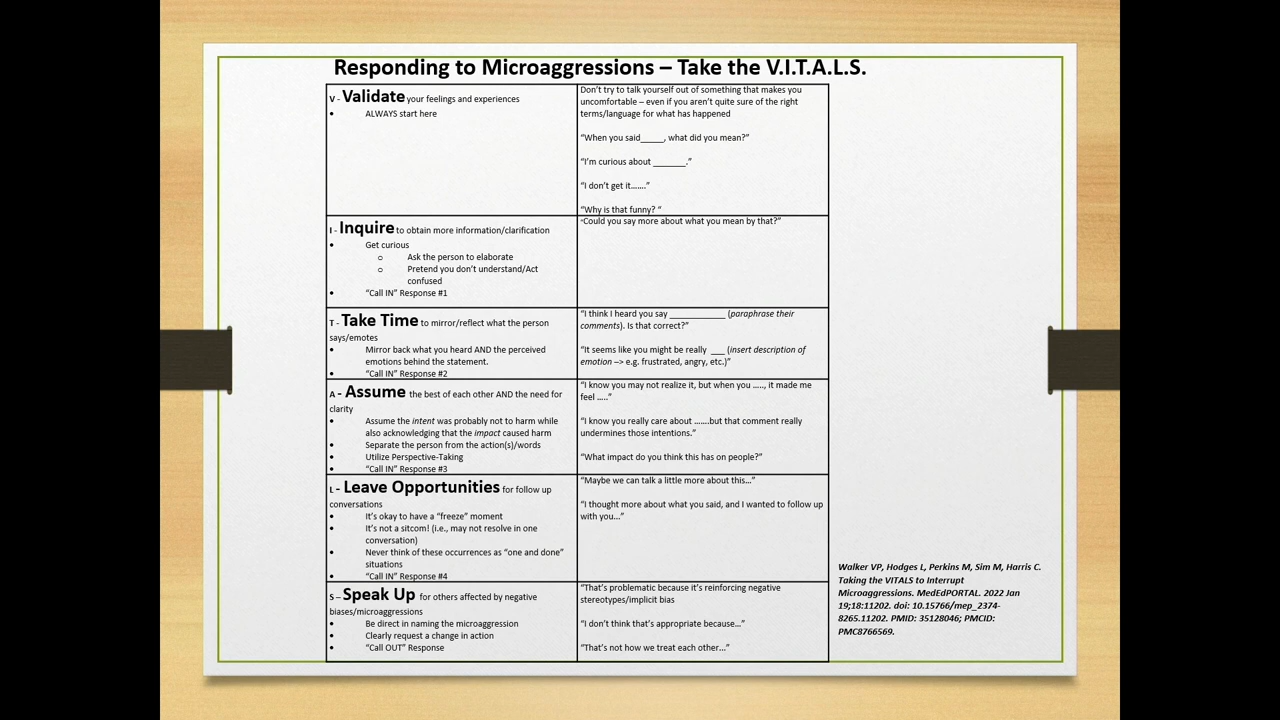 Responding to Microaggressions – Take the V.I.T.A.L.S.
V - Validate your feelings and experiences
• ALWAYS start here
Don't try to talk yourself out of something that makes you
uncomfortable – even if you aren't quite sure of the right
terms/language for what has happened
"When you said_____, what did you mean?"
"I'm curious about _______."
"I don't get it……."
"Why is that funny? "
I - Inquire to obtain more information/clarification
• Get curious
o Ask the person to elaborate
o Pretend you don't understand/Act
confused
• "Call IN" Response #1
"Could you say more about what you mean by that?"
T - Take Time to mirror/reflect what the person
says/emotes
• Mirror back what you heard AND the perceived
emotions behind the statement.
• "Call IN" Response #2
"I think I heard you say ____________ (paraphrase their
comments). Is that correct?"
"It seems like you might be really ___ (insert description of
emotion –> e.g. frustrated, angry, etc.)"
A - Assume the best of each other AND the need for
clarity
• Assume the intent was probably not to harm while
also acknowledging that the impact caused harm
• Separate the person from the action(s)/words
• Utilize Perspective-Taking
• "Call IN" Response #3
"I know you may not realize it, but when you ….., it made me
feel ….."
"I know you really care about …….but that comment really
undermines those intentions."
"What impact do you think this has on people?"
L - Leave Opportunities for follow up
conversations
• It's okay to have a "freeze" moment
• It's not a sitcom! (i.e., may not resolve in one
conversation)
• Never think of these occurrences as "one and done"
situations
• "Call IN" Response #4
"Maybe we can talk a little more about this…"
"I thought more about what you said, and I wanted to follow up
with you…"
S – Speak Up for others affected by negative
biases/microaggressions
• Be direct in naming the microaggression
• Clearly request a change in action
• "Call OUT" Response
"That's problematic because it's reinforcing negative
stereotypes/implicit bias
"I don't think that's appropriate because…"
"That's not how we treat each other…"
Walker VP, Hodges L, Perkins M, Sim M, Harris C.
Taking the VITALS to Interrupt
Microaggressions. MedEdPORTAL. 2022 Jan
19;18:11202. doi: 10.15766/mep_2374-
8265.11202. PMID: 35128046; PMCID:
PMC8766569.